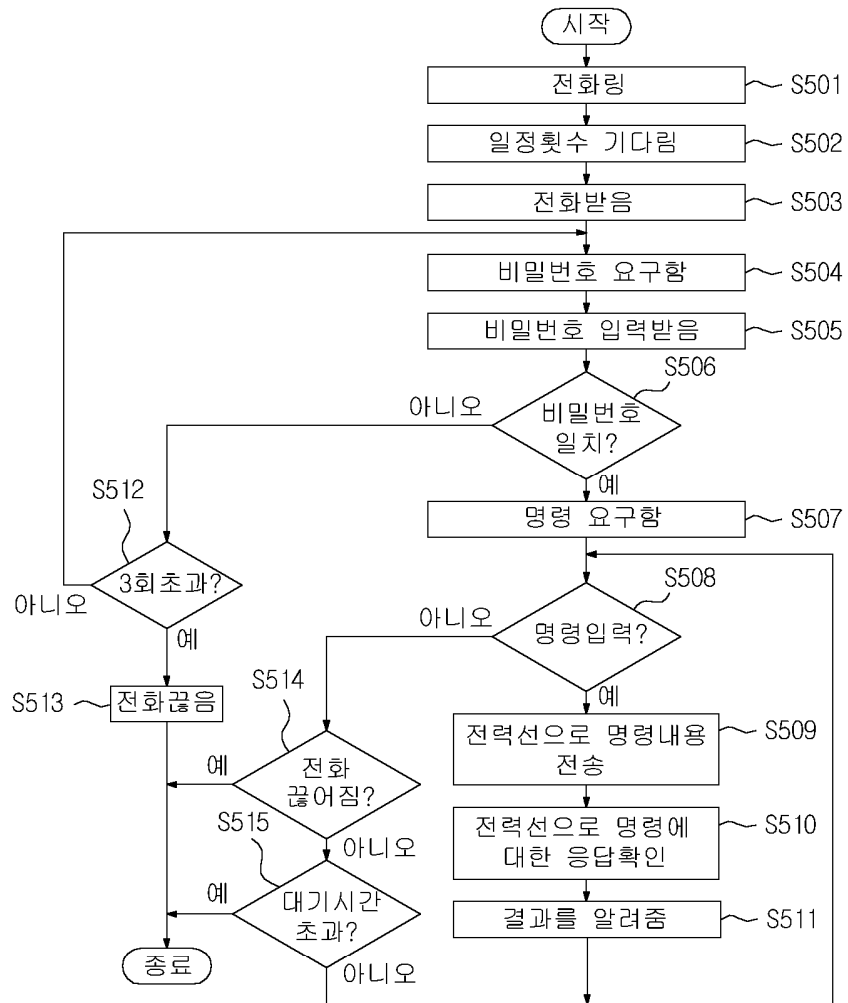 시작
전화링
S501
일정횟수 기다림
S502
전화받음
S503
비밀번호 요구함
S504
비밀번호 입력받음
S505
S506
아니오
비밀번호
일치?
예
S512
명령 요구함
S507
3회초과?
아니오
예
S508
아니오
명령입력?
예
S513
전화끊음
S514
전력선으로 명령내용
전송
S509
예
전화
끊어짐?
아니오
S515
전력선으로 명령에
대한 응답확인
S510
예
대기시간
초과?
아니오
결과를 알려줌
S511
종료